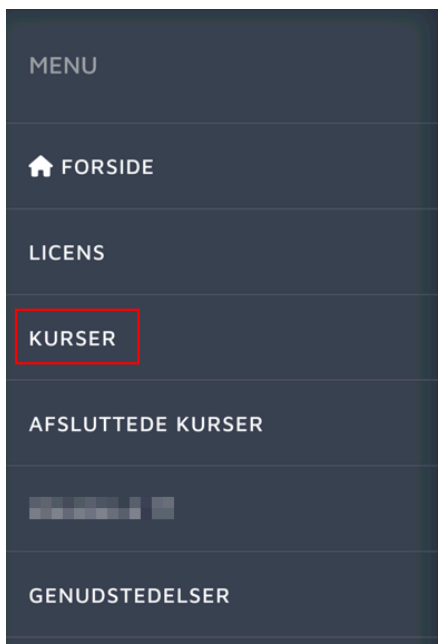 MENU
FORSIDE
LICENS
KURSER
AFSLUTTEDE KURSER
GENUDSTEDELSER